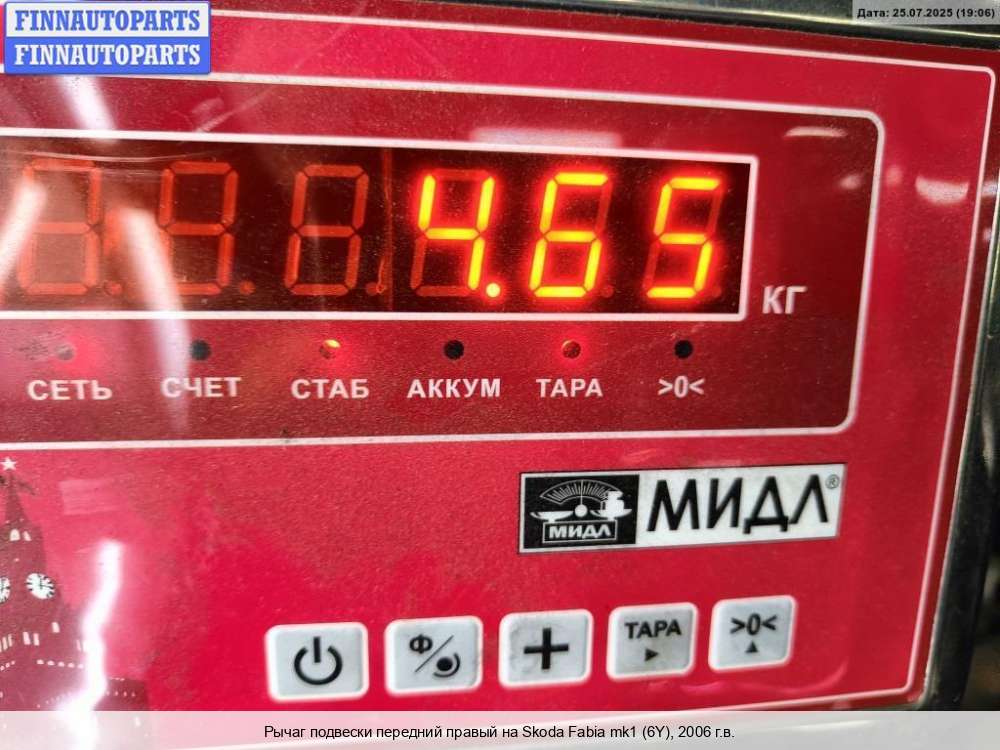 FINNAUTOPARTS
FINNAUTOPARTS
Дата: 25.07.2025 (19:06)
4.65
кг
СЕТЬ СЧЕТ СТАБ АККУМ ТАРА >0<
МИДЛ МИДЛ®
Ф ТАРА >0<
Рычаг подвески передний правый на Skoda Fabia mk1 (6Y), 2006 г.в.